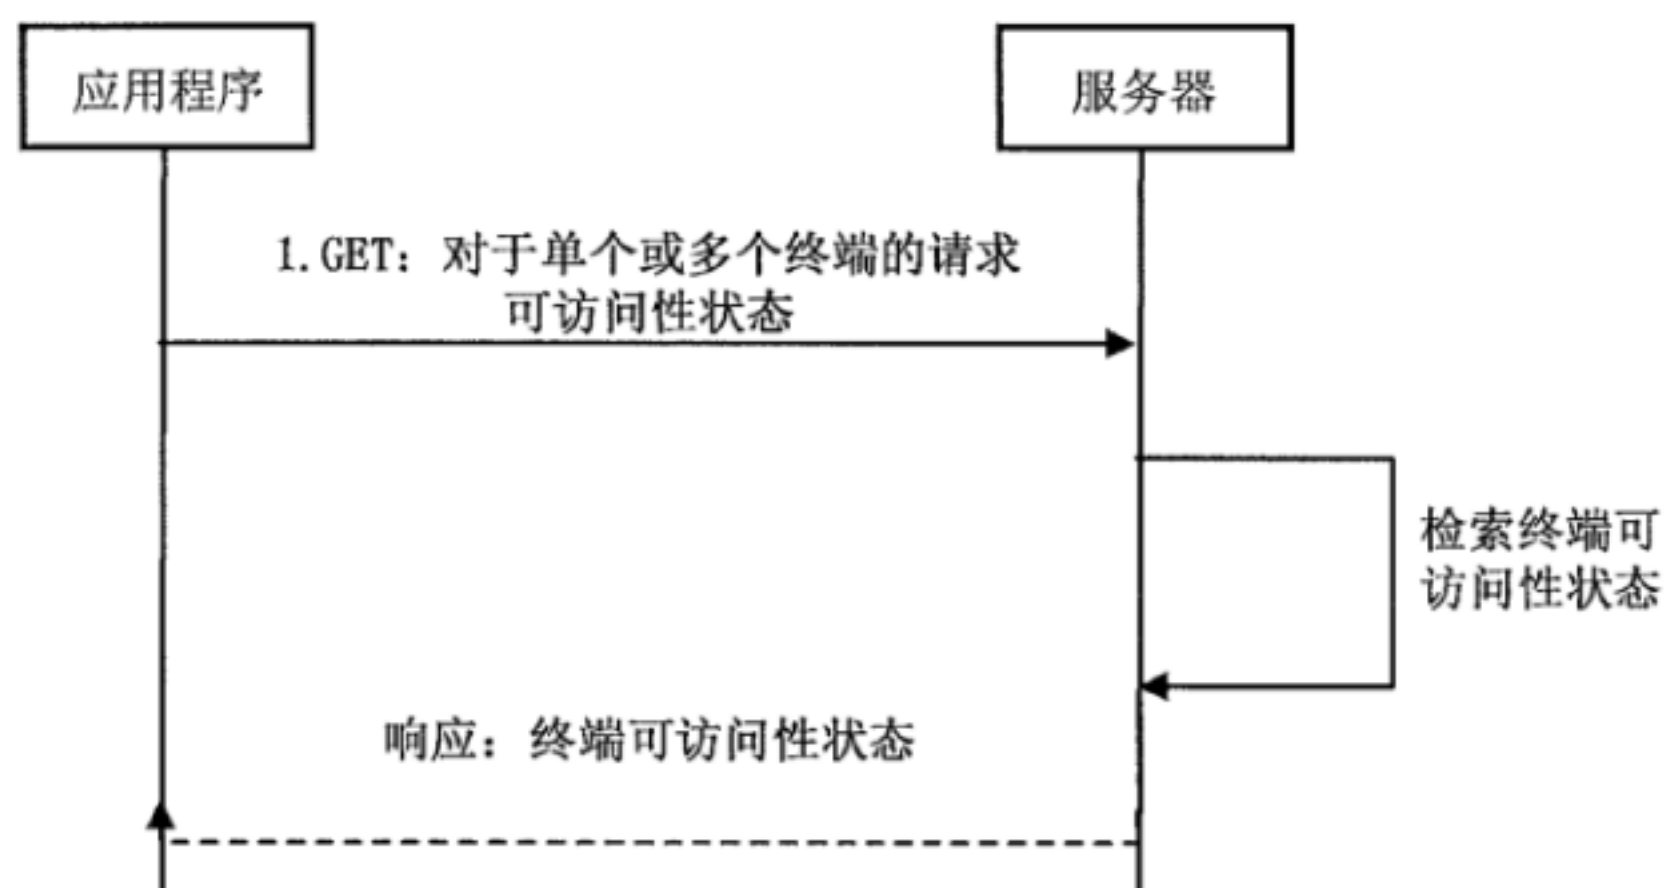 应用程序
服务器
1.GET：对于单个或多个终端的请求
可访问性状态
检索终端可
访问性状态
响应：终端可访问性状态